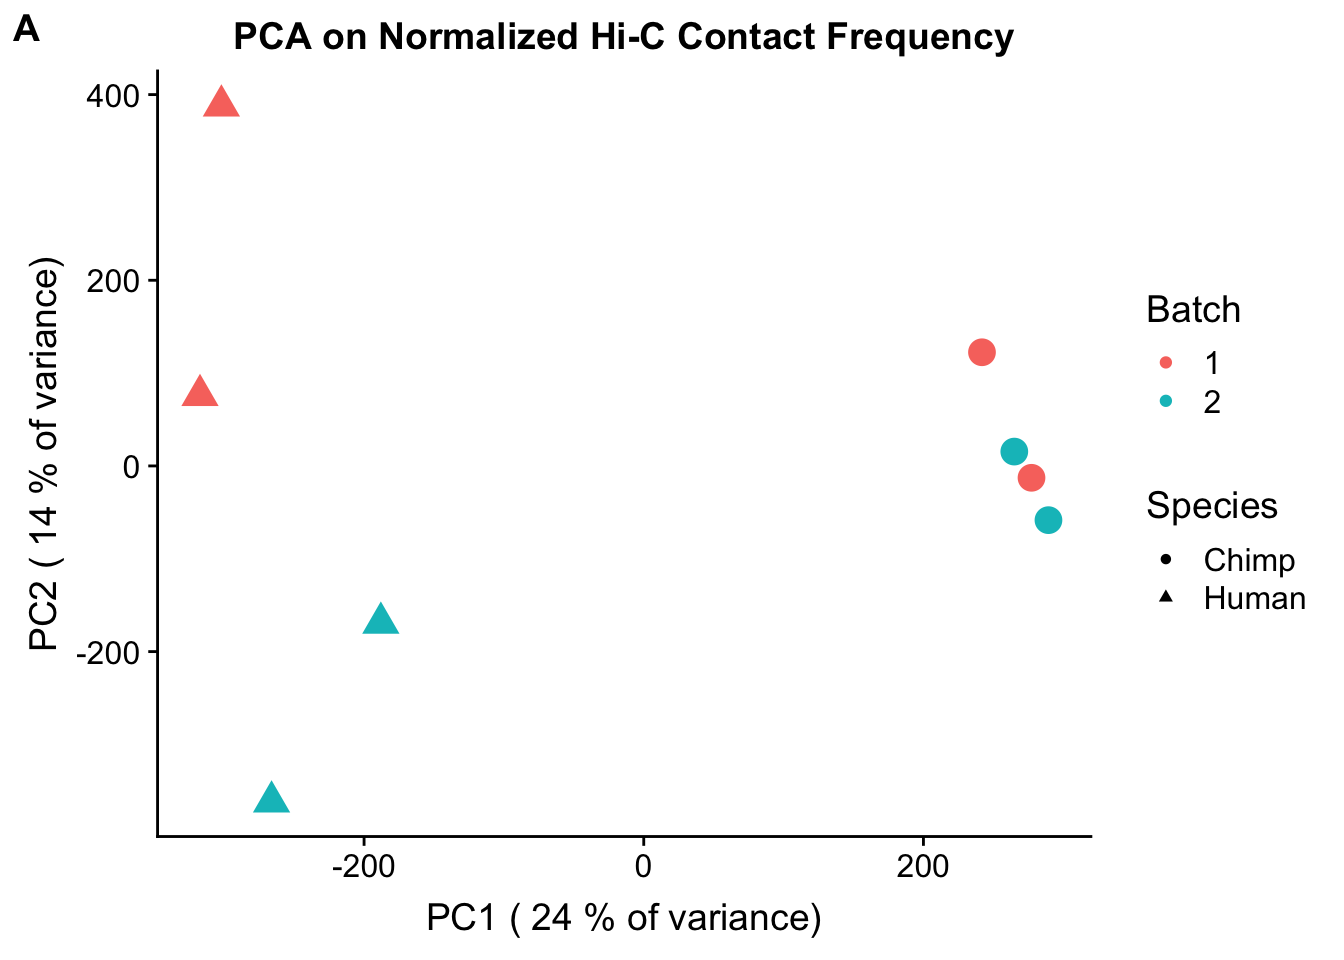 A
PCA on Normalized Hi-C Contact Frequency
400
200
0
-200
PC2 ( 14 % of variance)
-200
0
200
PC1 ( 24 % of variance)
Batch
1
2
Species
Chimp
Human